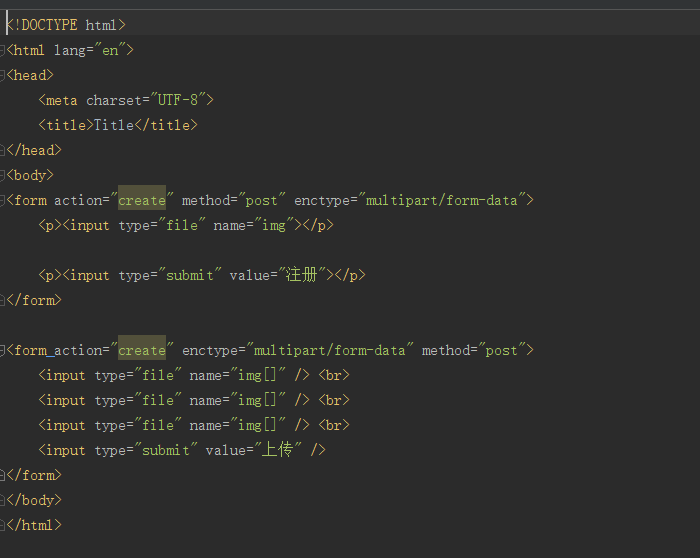 <!DOCTYPE html>
<html lang="en">
<head>
    <meta charset="UTF-8">
    <title>Title</title>
</head>
<body>
<form action="create" method="post" enctype="multipart/form-data">
    <p><input type="file" name="img"></p>
    <p><input type="submit" value="注册"></p>
</form>
<form_action="create" enctype="multipart/form-data" method="post">
    <input type="file" name="img[]" /> <br>
    <input type="file" name="img[]" /> <br>
    <input type="file" name="img[]" /> <br>
    <input type="submit" value="上传" />
</form>
</body>
</html>